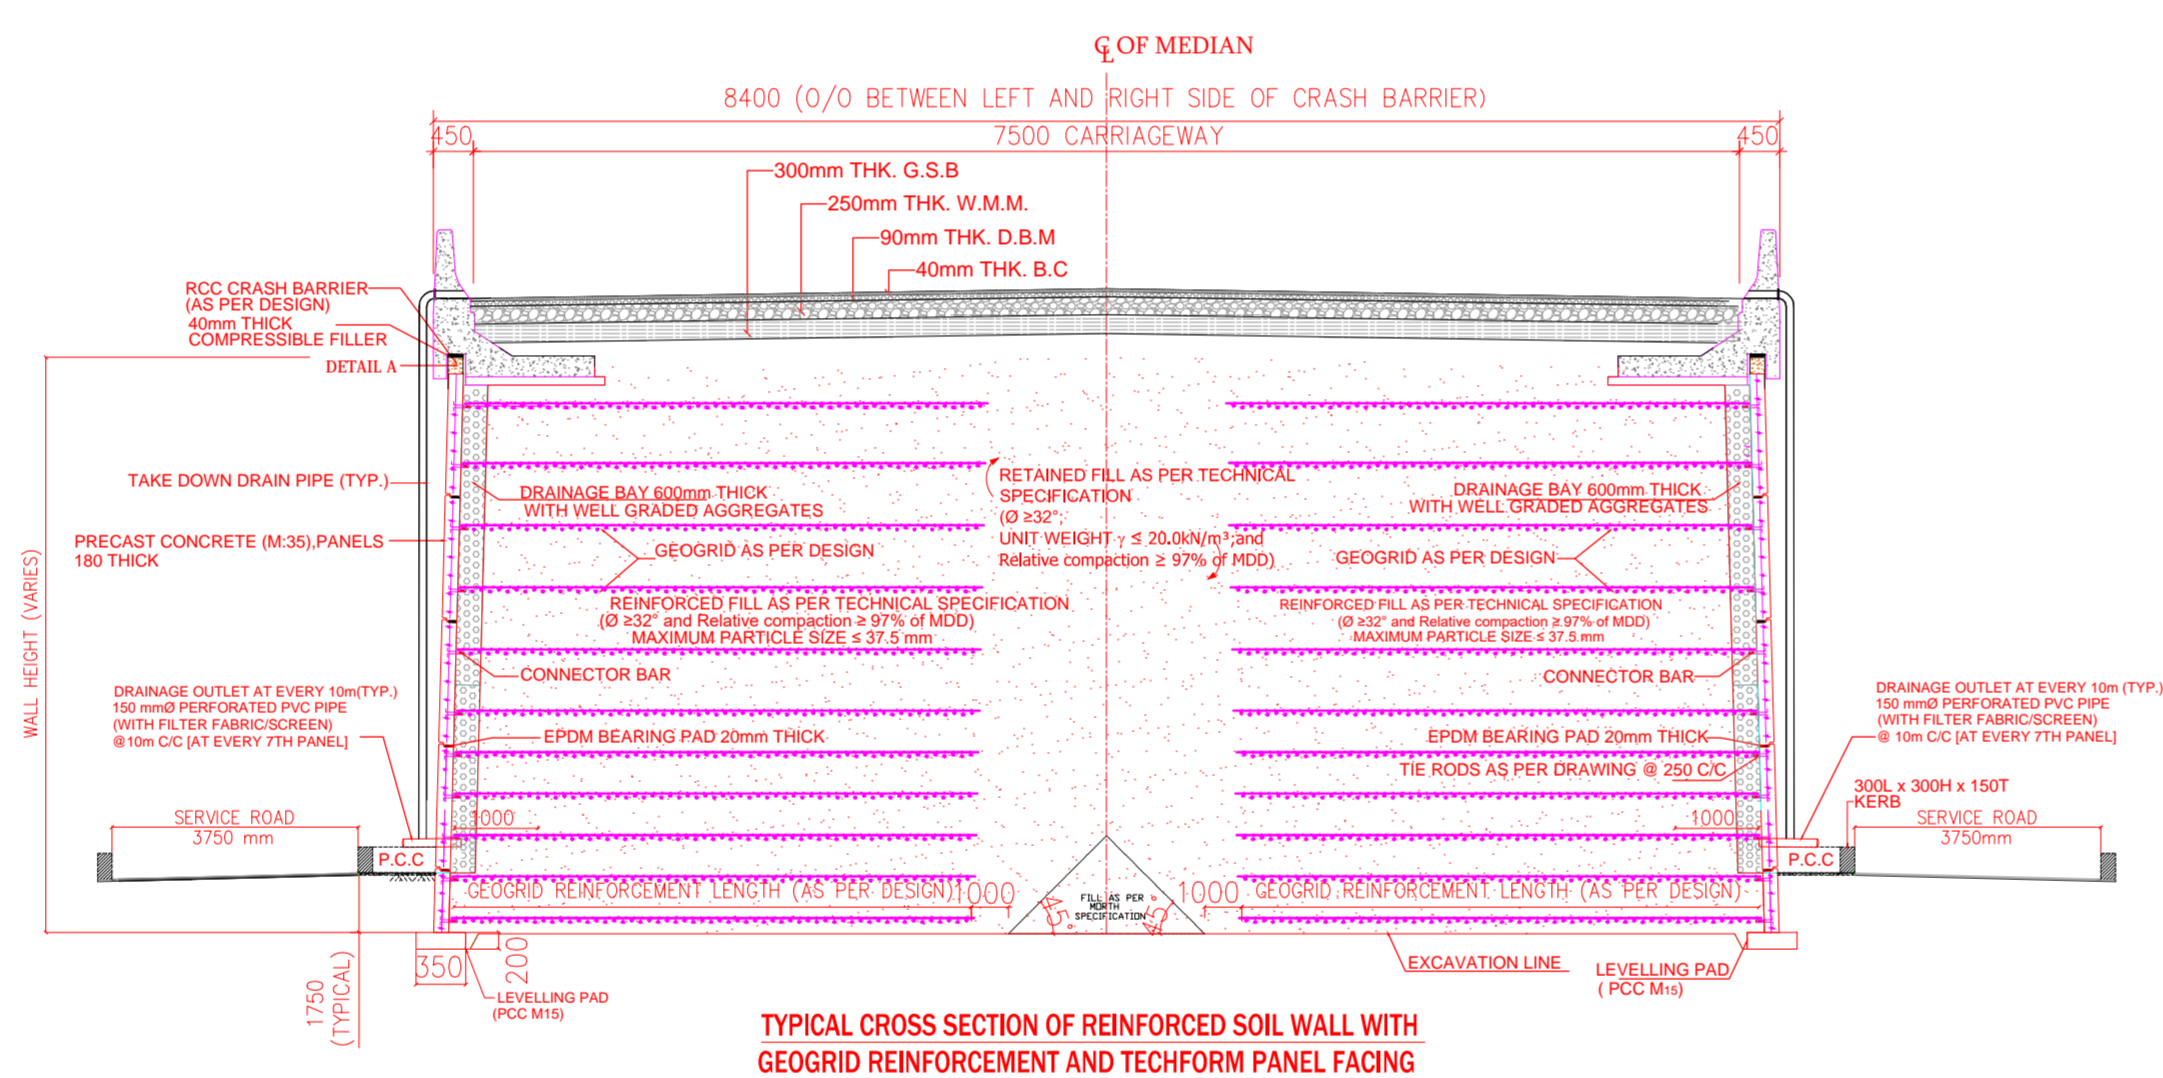 ℄ OF MEDIAN
8400 (O/O BETWEEN LEFT AND RIGHT SIDE OF CRASH BARRIER)
450
7500 CARRIAGEWAY
450
300mm THK. G.S.B
250mm THK. W.M.M.
90mm THK. D.B.M
40mm THK. B.C
RCC CRASH BARRIER
(AS PER DESIGN)
40mm THICK
COMPRESSIBLE FILLER
DETAIL A
TAKE DOWN DRAIN PIPE (TYP.)
PRECAST CONCRETE (M:35),PANELS
180 THICK
WALL HEIGHT (VARIES)
DRAINAGE BAY 600mm THICK
WITH WELL GRADED AGGREGATES
GEOGRID AS PER DESIGN
RETAINED FILL AS PER TECHNICAL
SPECIFICATION
(Ø ≥32°;
UNIT WEIGHT γ ≤ 20.0kN/m³;and
Relative compaction ≥ 97% of MDD)
DRAINAGE BAY 600mm THICK
WITH WELL GRADED AGGREGATES
GEOGRID AS PER DESIGN
REINFORCED FILL AS PER TECHNICAL SPECIFICATION
(Ø ≥32° and Relative compaction ≥ 97% of MDD)
MAXIMUM PARTICLE SIZE ≤ 37.5 mm
REINFORCED FILL AS PER TECHNICAL SPECIFICATION
(Ø ≥32° and Relative compaction ≥ 97% of MDD)
MAXIMUM PARTICLE SIZE ≤ 37.5 mm
CONNECTOR BAR
CONNECTOR BAR
DRAINAGE OUTLET AT EVERY 10m(TYP.)
150 mmØ PERFORATED PVC PIPE
(WITH FILTER FABRIC/SCREEN)
@10m C/C [AT EVERY 7TH PANEL]
DRAINAGE OUTLET AT EVERY 10m (TYP.)
150 mmØ PERFORATED PVC PIPE
(WITH FILTER FABRIC/SCREEN)
@ 10m C/C [AT EVERY 7TH PANEL]
EPDM BEARING PAD 20mm THICK
EPDM BEARING PAD 20mm THICK
TIE RODS AS PER DRAWING @ 250 C/C
300L x 300H x 150T
KERB
SERVICE ROAD
3750 mm
1000
1000
SERVICE ROAD
3750mm
P.C.C
P.C.C
GEOGRID REINFORCEMENT LENGTH (AS PER DESIGN)
1000
45°
FILL AS PER
MORTH
SPECIFICATION
45°
1000
GEOGRID REINFORCEMENT LENGTH (AS PER DESIGN)
350
200
1750
(TYPICAL)
LEVELLING PAD
(PCC M15)
EXCAVATION LINE
LEVELLING PAD
( PCC M15)
TYPICAL CROSS SECTION OF REINFORCED SOIL WALL WITH
GEOGRID REINFORCEMENT AND TECHFORM PANEL FACING